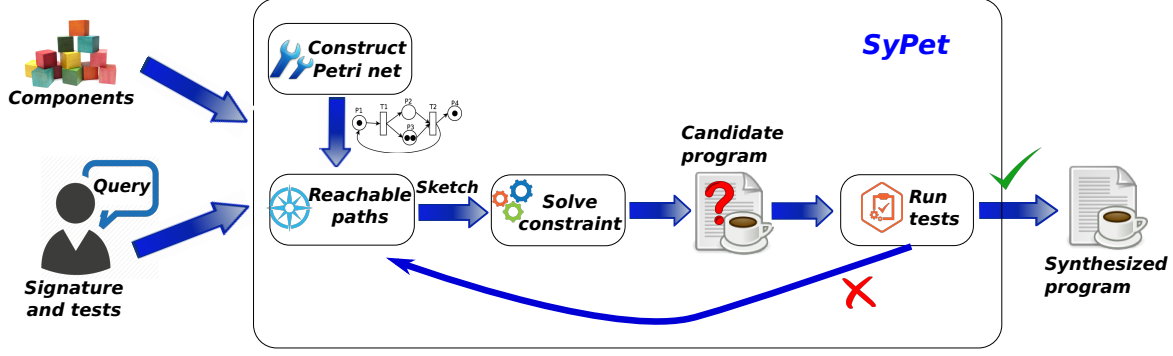 SyPet
Construct
Petri net
Components
P1
T1
P2
T2
P4
P3
Query
Signature
and tests
Reachable
paths
Sketch
Solve
constraint
Candidate
program
?
Run
tests
Synthesized
program